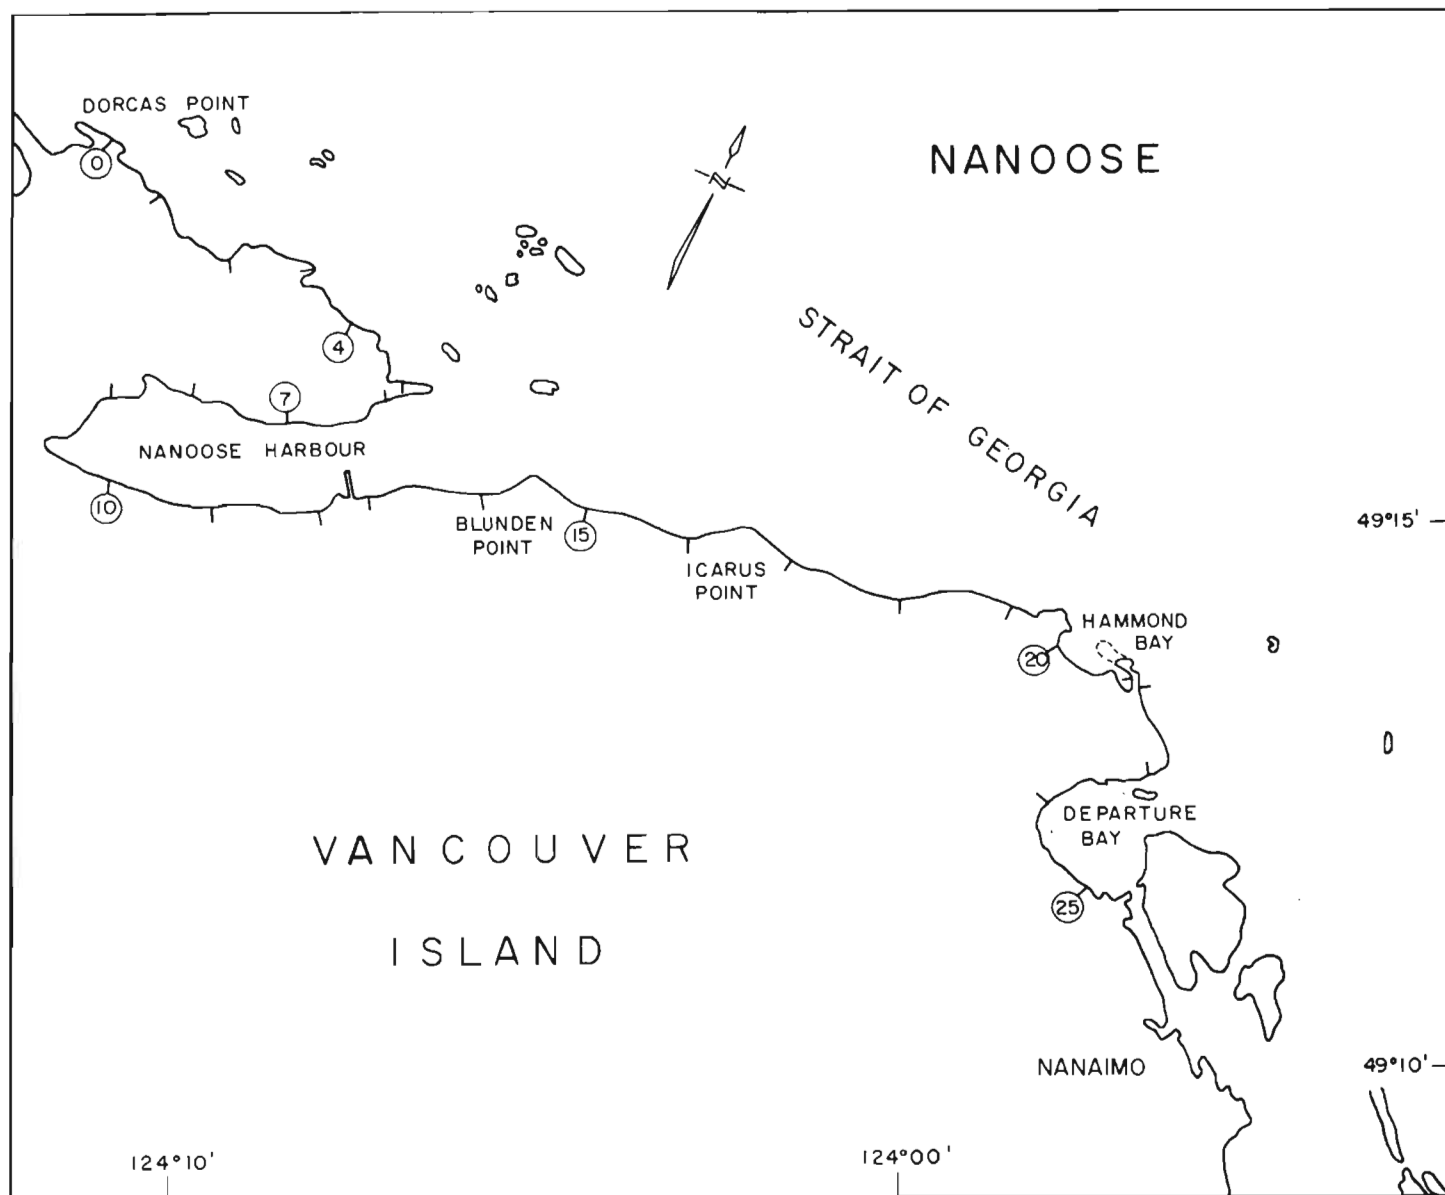 DORCAS POINT
0
N
NANOOSE
4
STRAIT OF GEORGIA
7
NANOOSE HARBOUR
10
BLUNDEN
POINT
15
49°15'
ICARUS
POINT
HAMMOND
BAY
20
DEPARTURE
BAY
VANCOUVER
25
ISLAND
NANAIMO
49°10'
124°10'
124°00'